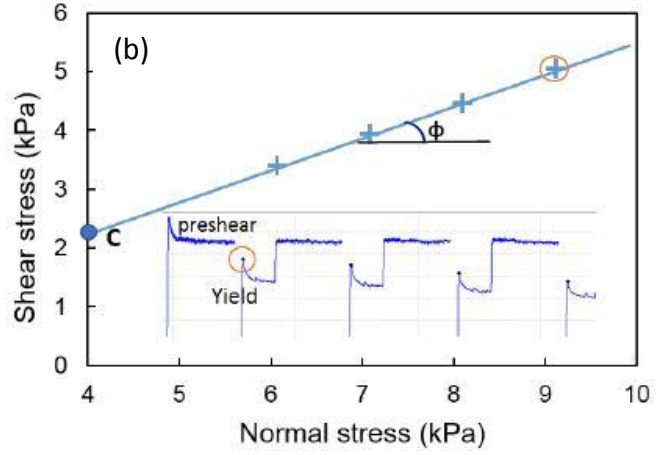 (b)
6
5
4
3
2
1
0
Shear stress (kPa)
ϕ
C
preshear
Yield
4 5 6 7 8 9 10
Normal stress (kPa)